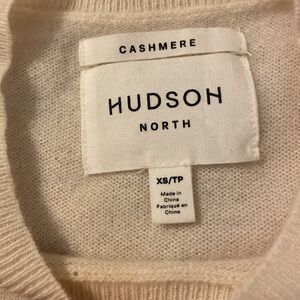 CASHMERE
HUDSON
NORTH
XS/TP
Made in
China
Fabriqué en
Chine